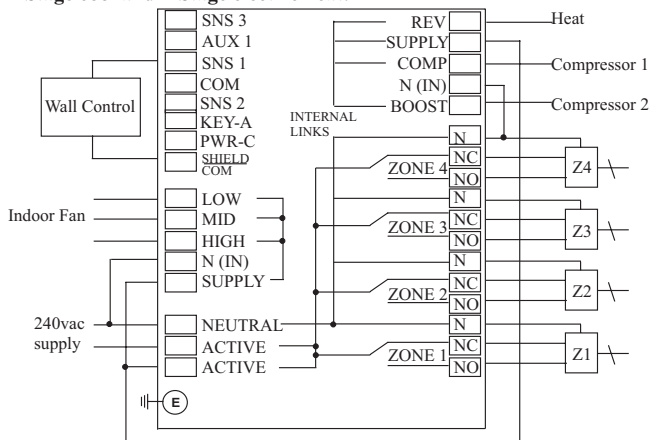 SNS 3
AUX 1
SNS 1
COM
SNS 2
KEY-A
PWR-C
SHIELD
COM
Wall Control
LOW
MID
HIGH
N (IN)
SUPPLY
Indoor Fan
240vac
supply
NEUTRAL
ACTIVE
ACTIVE
E
REV
SUPPLY
COMP
N (IN)
BOOST
Heat
Compressor 1
Compressor 2
INTERNAL
LINKS
N
NC
NO
ZONE 4
Z4
N
NC
NO
ZONE 3
Z3
N
NC
NO
ZONE 2
Z2
N
NC
NO
ZONE 1
Z1